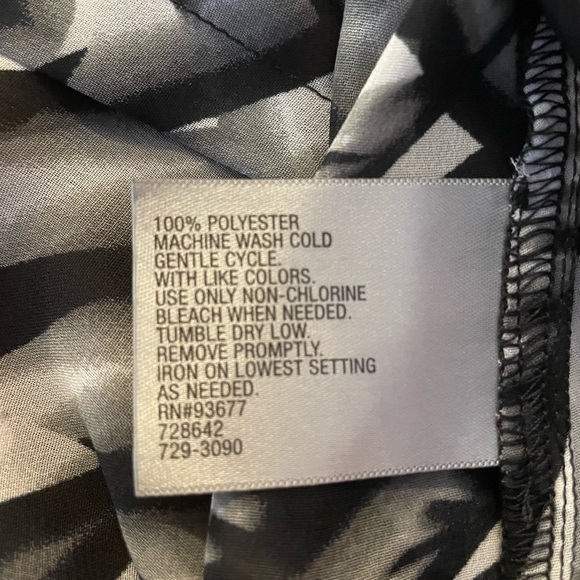 100% POLYESTER
MACHINE WASH COLD
GENTLE CYCLE.
WITH LIKE COLORS.
USE ONLY NON-CHLORINE
BLEACH WHEN NEEDED.
TUMBLE DRY LOW.
REMOVE PROMPTLY.
IRON ON LOWEST SETTING
AS NEEDED.
RN#93677
728642
729-3090